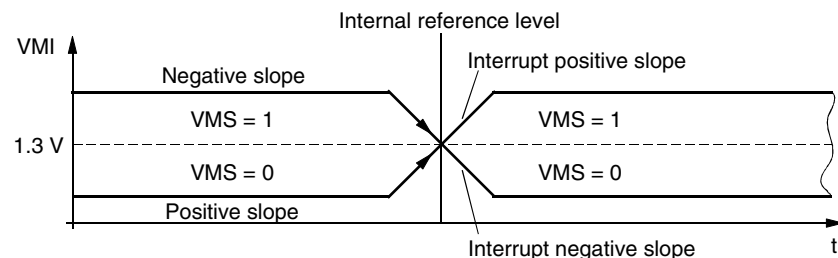 Internal reference level
VMI
Negative slope
Interrupt positive slope
VMS = 1
VMS = 1
1.3 V
VMS = 0
VMS = 0
Positive slope
Interrupt negative slope
t